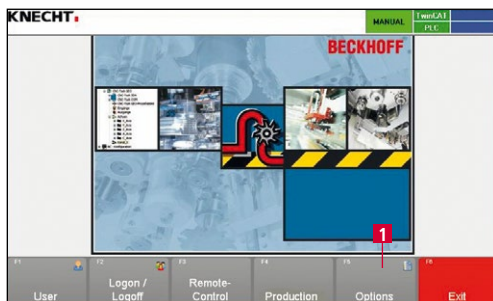 KNECHT
MANUAL
TwinCAT
PLC
BECKHOFF
1
F1
User
F2
Logon /
Logoff
F3
Remote-
Control
F4
Production
F5
Options
F8
Exit